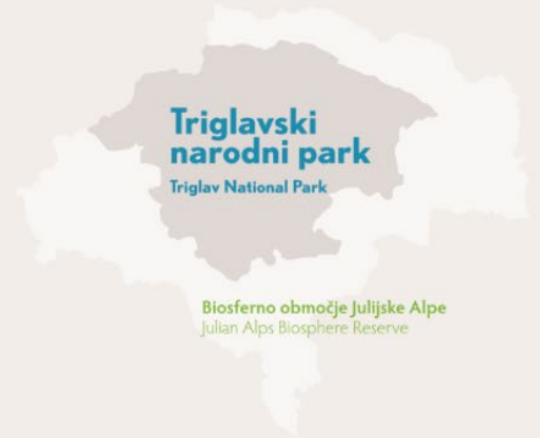 Triglavski
narodni park
Triglav National Park
Biosferno območje Julijske Alpe
Julian Alps Biosphere Reserve